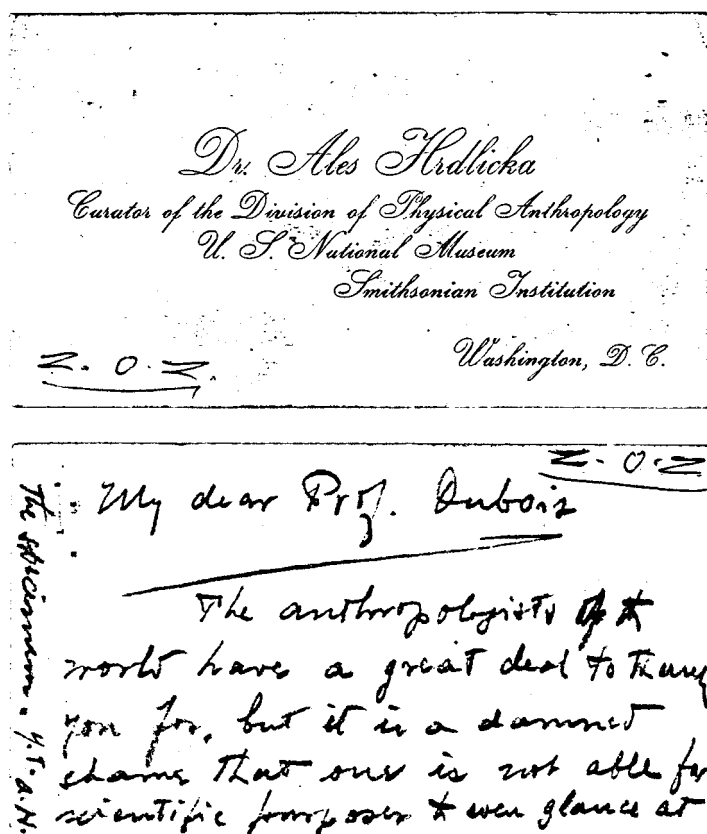 Dr. Ales Hrdlicka
Curator of the Division of Physical Anthropology
U. S. National Museum
Smithsonian Institution
Washington, D. C.
Z. O. Z.
Z. O. Z
My dear Prof. Dubois
The anthropologists of the
world have a great deal to thank
you for, but it is a damned
shame that one is not able for
scientific purposes to even glance at
the specimen. Y.T. A.H.